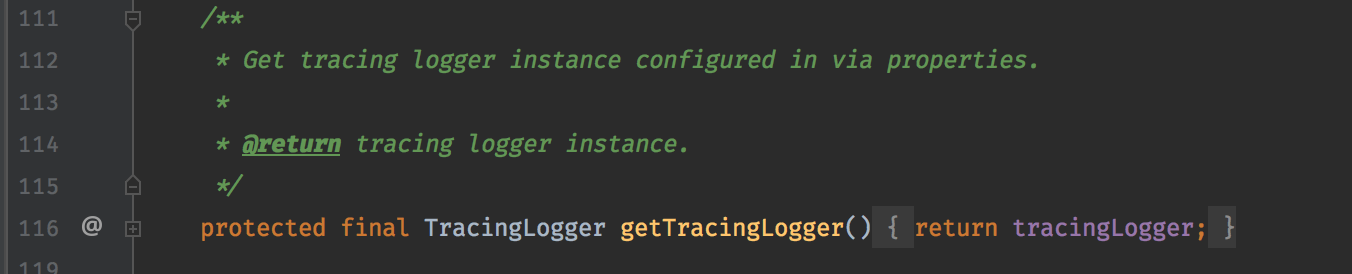 111 /**
112 * Get tracing logger instance configured in via properties.
113 *
114 * @return tracing logger instance.
115 */
116 @ protected final TracingLogger getTracingLogger() { return tracingLogger; }
119